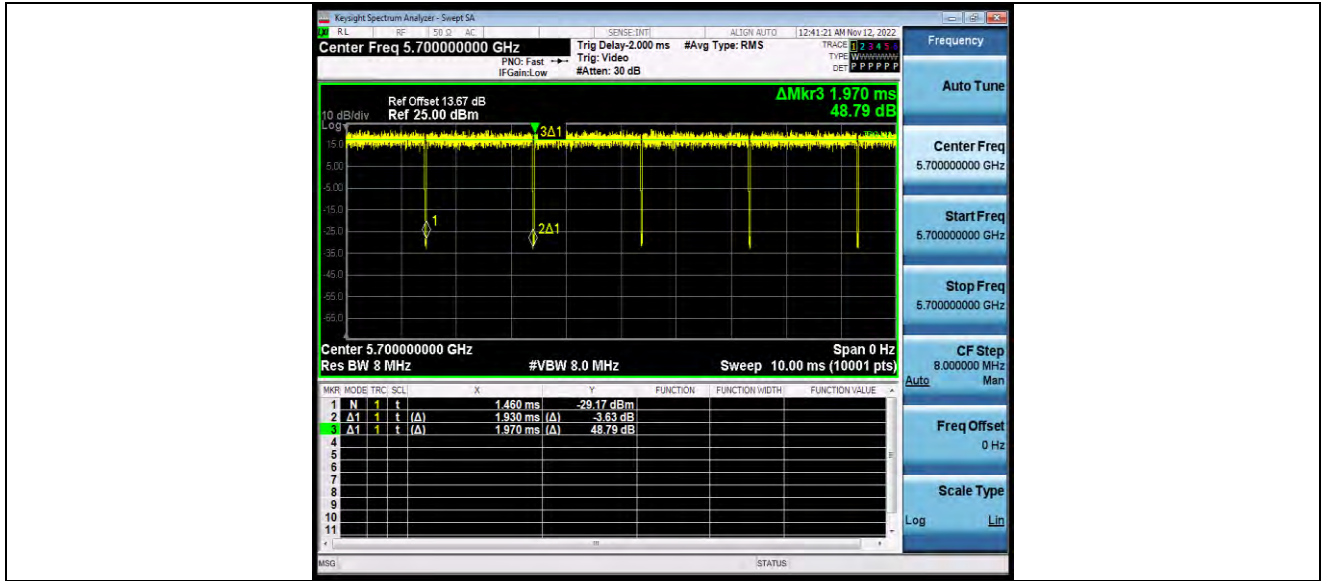 Keysight Spectrum Analyzer - Swept SA
RL RF 50 Ω AC SENSE:INT ALIGN AUTO 12:41:21 AM Nov 12, 2022
Center Freq 5.700000000 GHz Trig Delay-2.000 ms #Avg Type: RMS TRACE 1 2 3 4 5 6
PNO: Fast Trig: Video TYPE WWWWWW
IFGain:Low #Atten: 30 dB DET P P P P P P
Frequency
Auto Tune
Center Freq
5.700000000 GHz
Start Freq
5.700000000 GHz
Stop Freq
5.700000000 GHz
CF Step
8.000000 MHz
Auto Man
Freq Offset
0 Hz
Scale Type
Log Lin
ΔMkr3 1.970 ms
Ref Offset 13.67 dB 48.79 dB
10 dB/div Ref 25.00 dBm
Log
3Δ1
15.0
5.00
-5.00
-15.0
1
2Δ1
-25.0
-35.0
-45.0
-55.0
-65.0
Center 5.700000000 GHz Span 0 Hz
Res BW 8 MHz #VBW 8.0 MHz Sweep 10.00 ms (10001 pts)
MKR MODE TRC SCL X Y FUNCTION FUNCTION WIDTH FUNCTION VALUE
1 N 1 t 1.460 ms -29.17 dBm
2 Δ1 1 t (Δ) 1.930 ms (Δ) -3.63 dB
3 Δ1 1 t (Δ) 1.970 ms (Δ) 48.79 dB
4
5
6
7
8
9
10
11
MSG STATUS